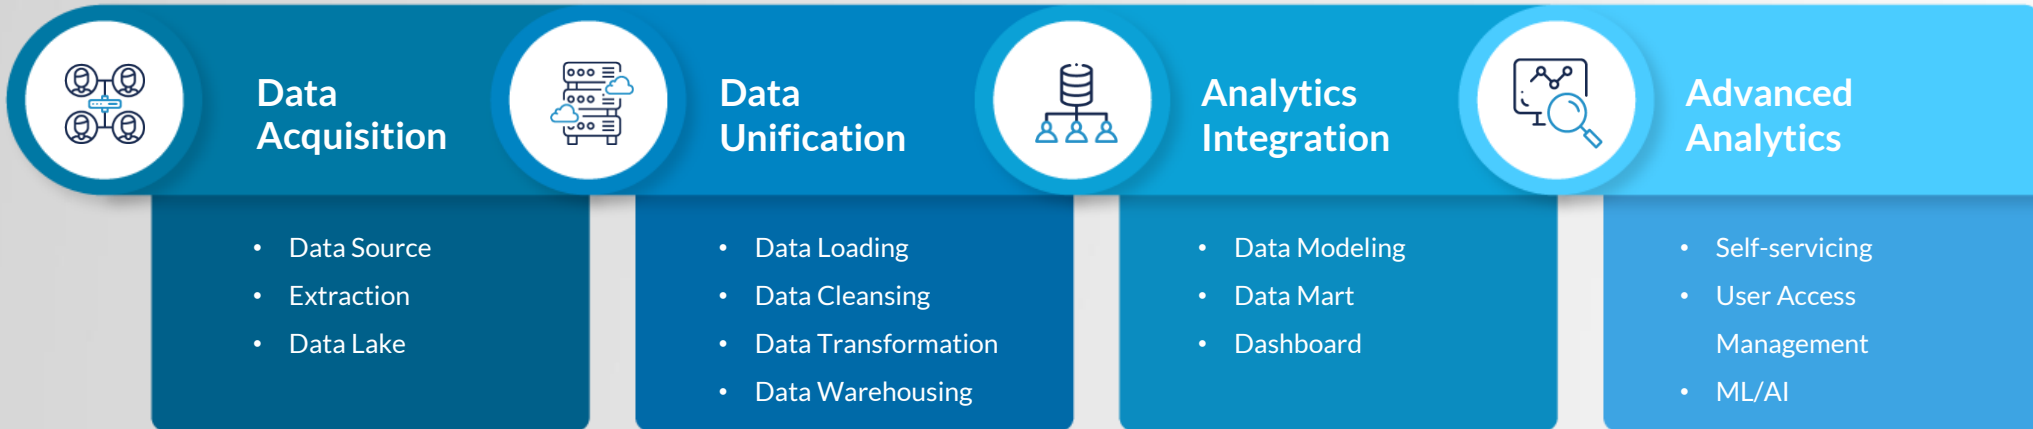 Data
Acquisition
• Data Source
• Extraction
• Data Lake
Data
Unification
• Data Loading
• Data Cleansing
• Data Transformation
• Data Warehousing
Analytics
Integration
• Data Modeling
• Data Mart
• Dashboard
Advanced
Analytics
• Self-servicing
• User Access
Management
• ML/AI